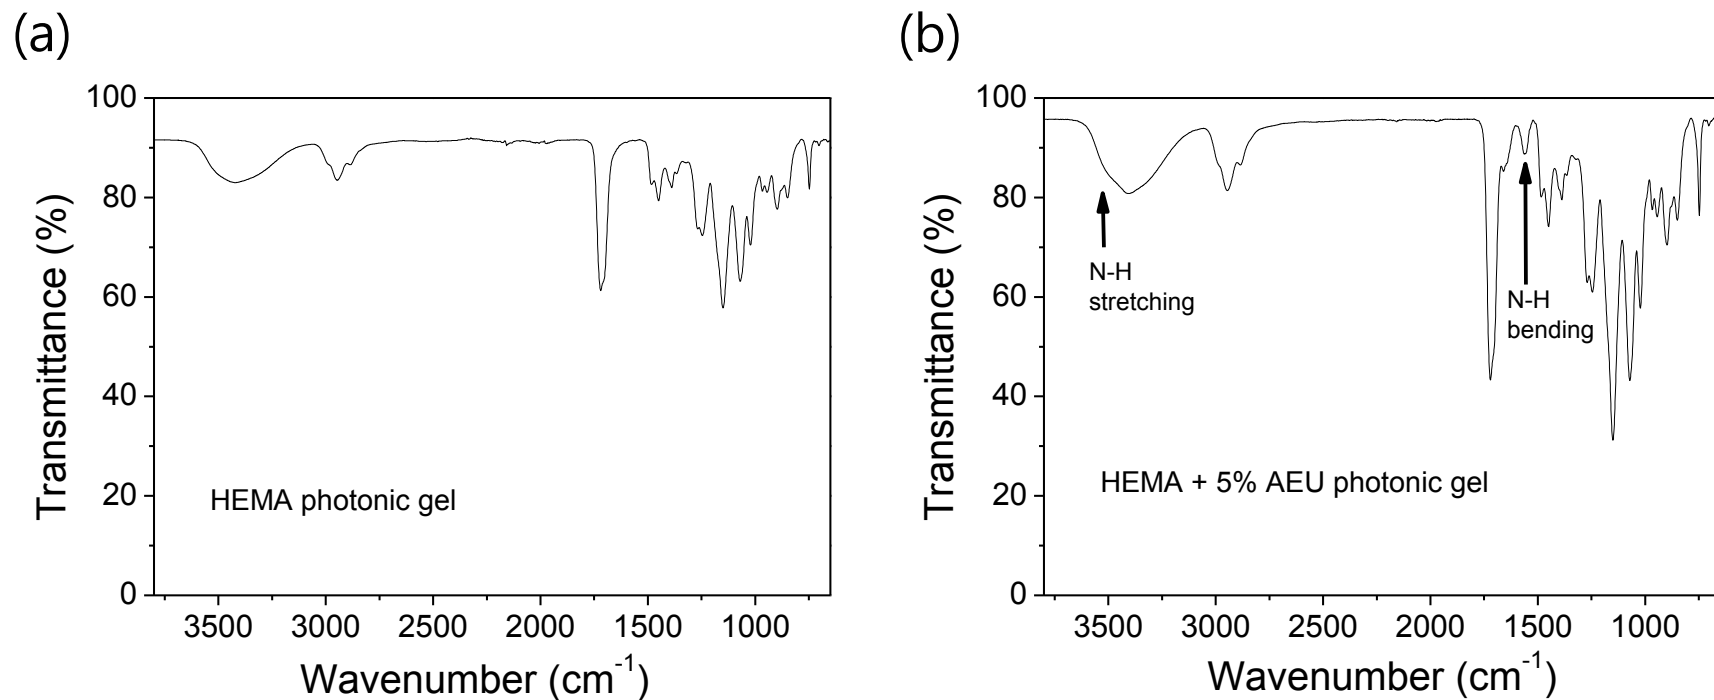 (a)
100
80
60
40
20
0
Transmittance (%)
HEMA photonic gel
3500 3000 2500 2000 1500 1000
Wavenumber (cm⁻¹)
(b)
100
80
60
40
20
0
Transmittance (%)
N-H
stretching
N-H
bending
HEMA + 5% AEU photonic gel
3500 3000 2500 2000 1500 1000
Wavenumber (cm⁻¹)